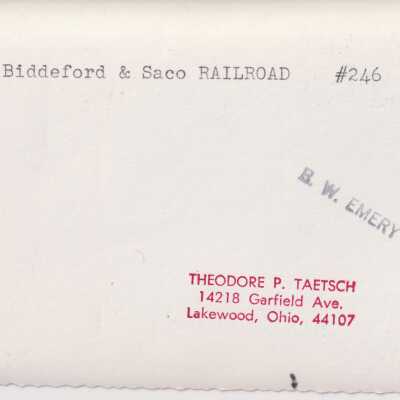 Biddeford & Saco RAILROAD #246
B. W. EMERY
THEODORE P. TAETSCH
14218 Garfield Ave.
Lakewood, Ohio, 44107